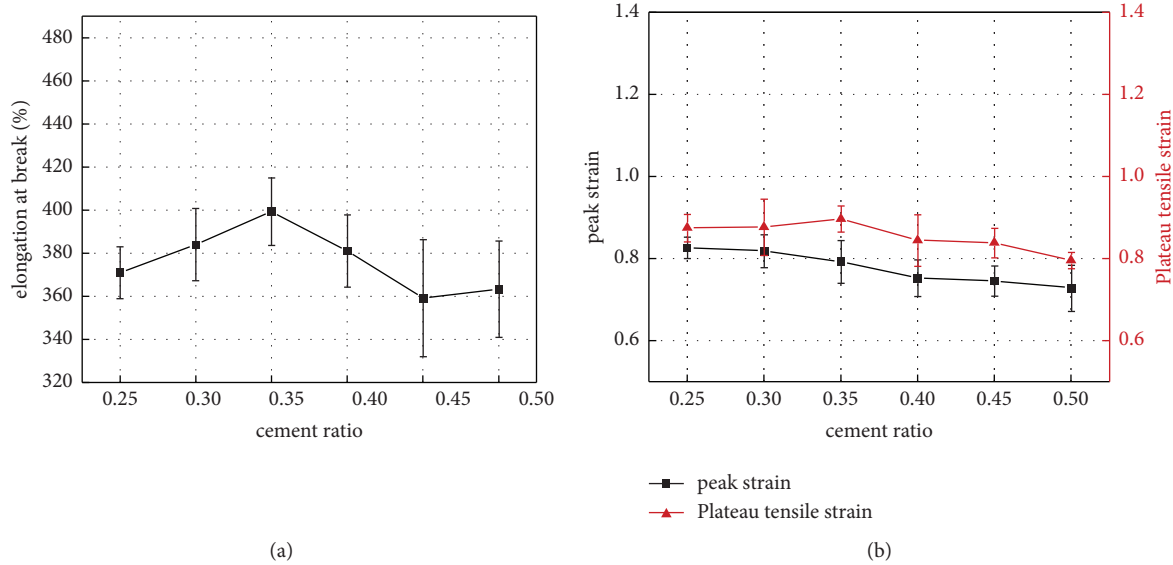 elongation at break (%)
480
460
440
420
400
380
360
340
320
0.25 0.30 0.35 0.40 0.45 0.50
cement ratio
(a)
peak strain
1.4
1.2
1.0
0.8
0.6
0.25 0.30 0.35 0.40 0.45 0.50
cement ratio
1.4
1.2
1.0
0.8
0.6
Plateau tensile strain
peak strain
Plateau tensile strain
(b)